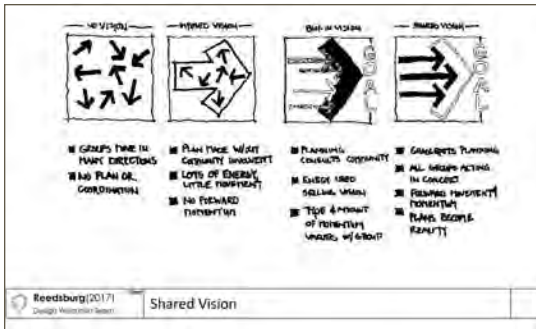 NO VISION
IMPOSED VISION
BUY-IN VISION
SHARED VISION
GOAL
GOAL
GROUPS MOVE IN
MANY DIRECTIONS
NO PLAN OR
COORDINATION
PLAN MADE W/OUT
COMMUNITY INVOLVEMENT
LOTS OF ENERGY,
LITTLE MOVEMENT
NO FORWARD
MOMENTUM
PLANNING
CONSULTS COMMUNITY
ENERGY USED
SELLING VISION
TYPE & AMOUNT
OF MOMENTUM
VARIES W/ GROUP
GRASSROOTS PLANNING
ALL GROUPS ACTING
IN CONCERT
FORWARD MOVEMENT/
MOMENTUM
PLANS BECOME
REALITY
Reedsburg(2017)
Design Wisconsin Team
Shared Vision